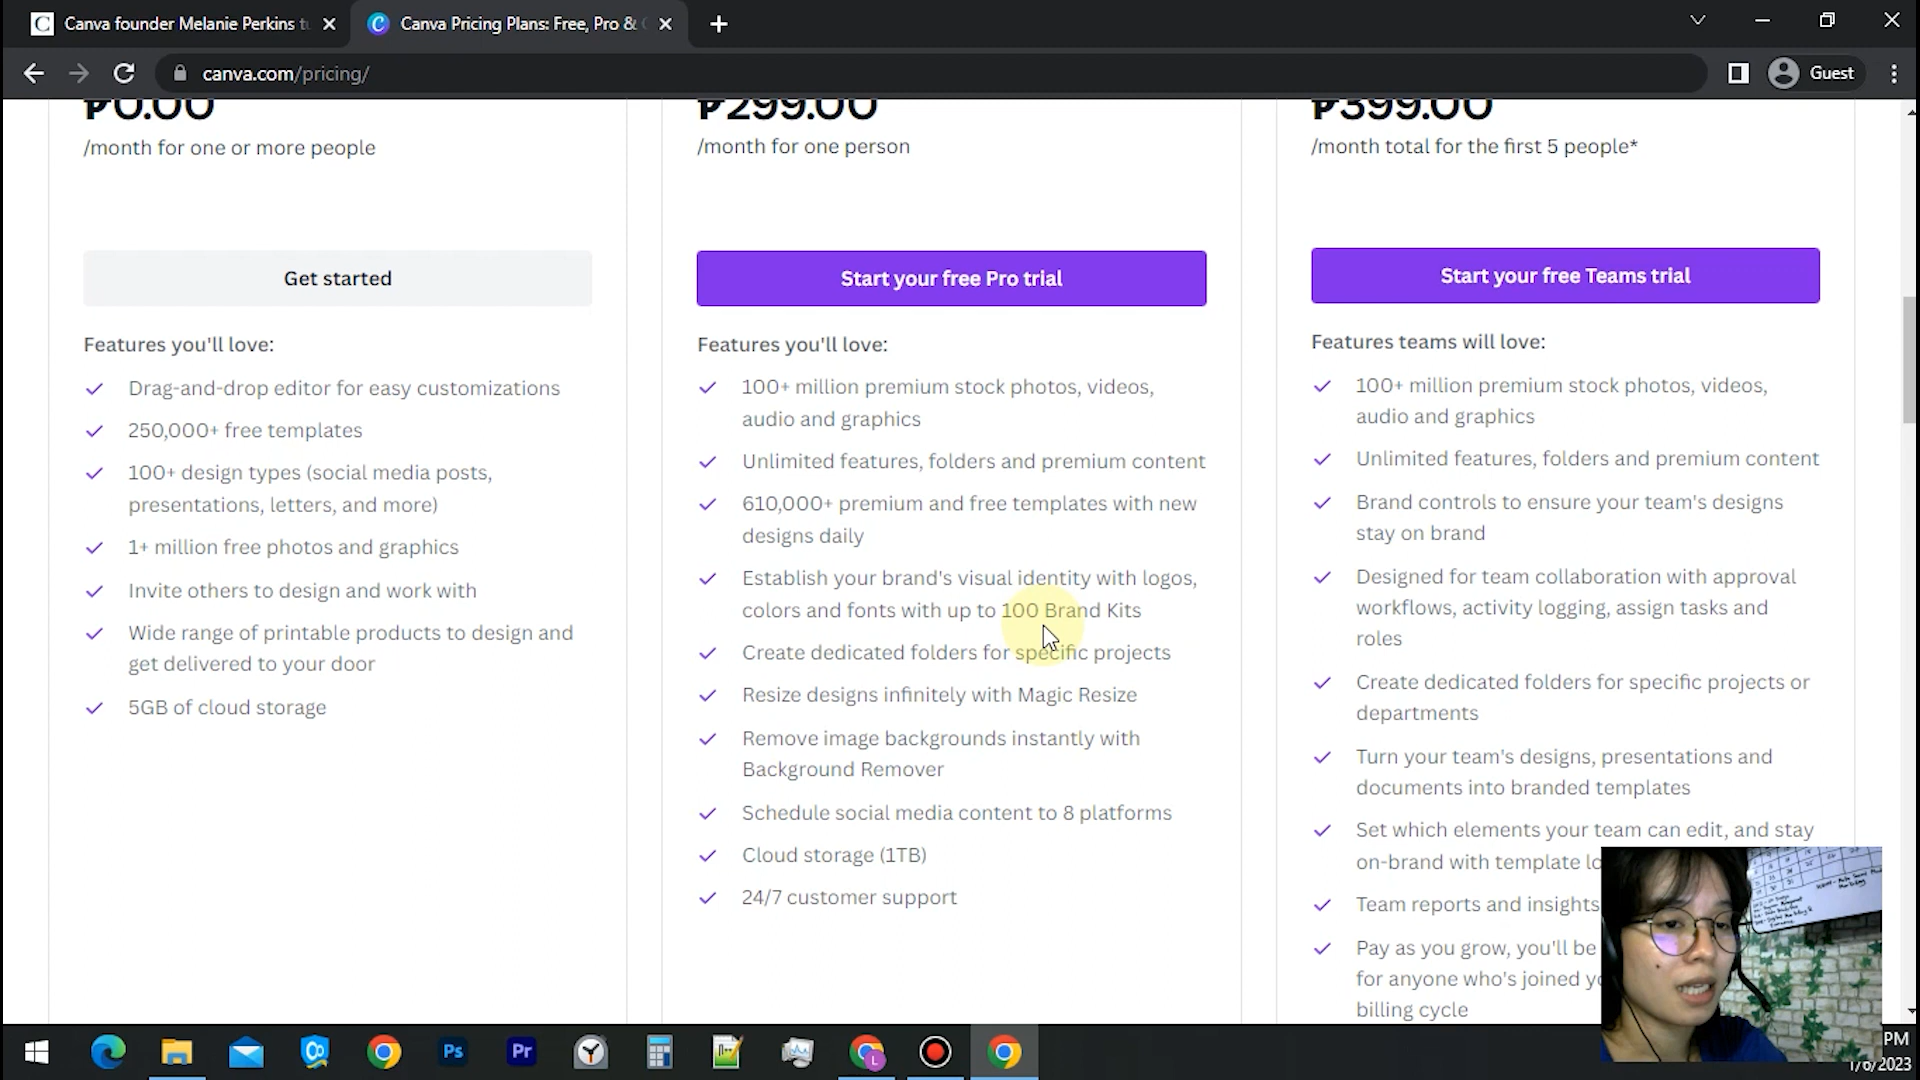 Canva founder Melanie Perkins t
Canva Pricing Plans: Free, Pro &
canva.com/pricing/
Guest
₱0.00
/month for one or more people
Get started
Features you'll love:
Drag-and-drop editor for easy customizations
250,000+ free templates
100+ design types (social media posts,
presentations, letters, and more)
1+ million free photos and graphics
Invite others to design and work with
Wide range of printable products to design and
get delivered to your door
5GB of cloud storage
₱299.00
/month for one person
Start your free Pro trial
Features you'll love:
100+ million premium stock photos, videos,
audio and graphics
Unlimited features, folders and premium content
610,000+ premium and free templates with new
designs daily
Establish your brand's visual identity with logos,
colors and fonts with up to 100 Brand Kits
Create dedicated folders for specific projects
Resize designs infinitely with Magic Resize
Remove image backgrounds instantly with
Background Remover
Schedule social media content to 8 platforms
Cloud storage (1TB)
24/7 customer support
₱399.00
/month total for the first 5 people*
Start your free Teams trial
Features teams will love:
100+ million premium stock photos, videos,
audio and graphics
Unlimited features, folders and premium content
Brand controls to ensure your team's designs
stay on brand
Designed for team collaboration with approval
workflows, activity logging, assign tasks and
roles
Create dedicated folders for specific projects or
departments
Turn your team's designs, presentations and
documents into branded templates
Set which elements your team can edit, and stay
on-brand with template lo
Team reports and insights
Pay as you grow, you'll be
for anyone who's joined yo
billing cycle
Ps
Pr
L
PM
1/6/2023